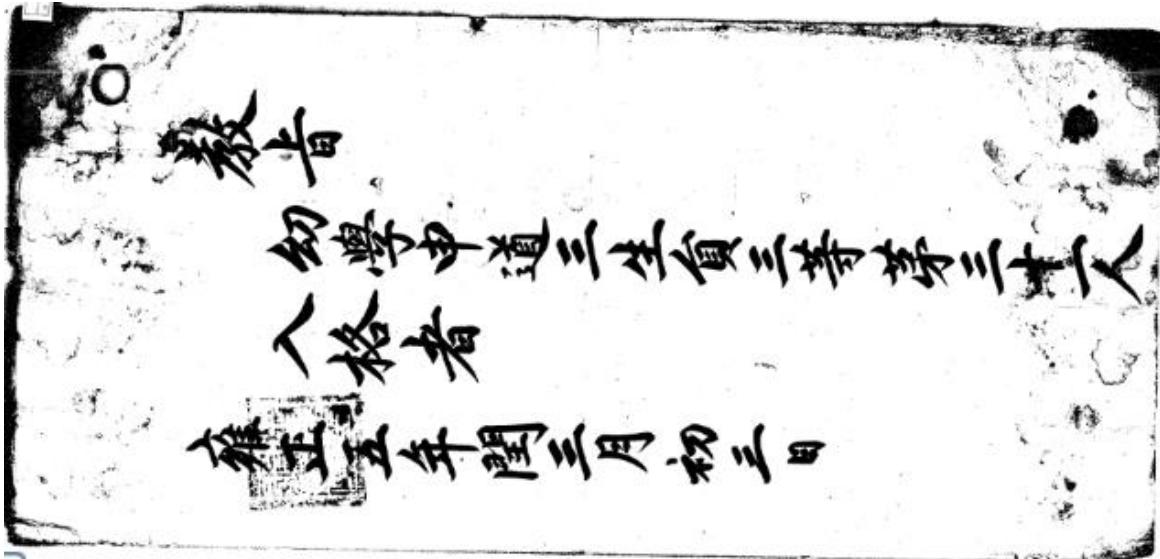 教旨
幼學申道三生員三等第三十一人
入格者
雍正五年閏三月初三日